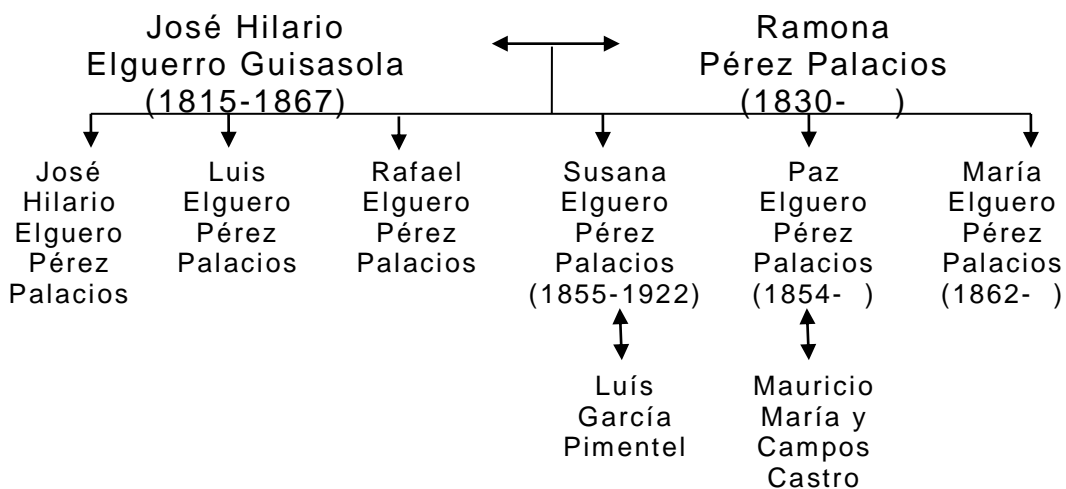 José Hilario
Elguerro Guisasola
(1815-1867)
Ramona
Pérez Palacios
(1830- )
José
Hilario
Elguero
Pérez
Palacios
Luis
Elguero
Pérez
Palacios
Rafael
Elguero
Pérez
Palacios
Susana
Elguero
Pérez
Palacios
(1855-1922)
Paz
Elguero
Pérez
Palacios
(1854- )
María
Elguero
Pérez
Palacios
(1862- )
Luís
García
Pimentel
Mauricio
María y
Campos
Castro